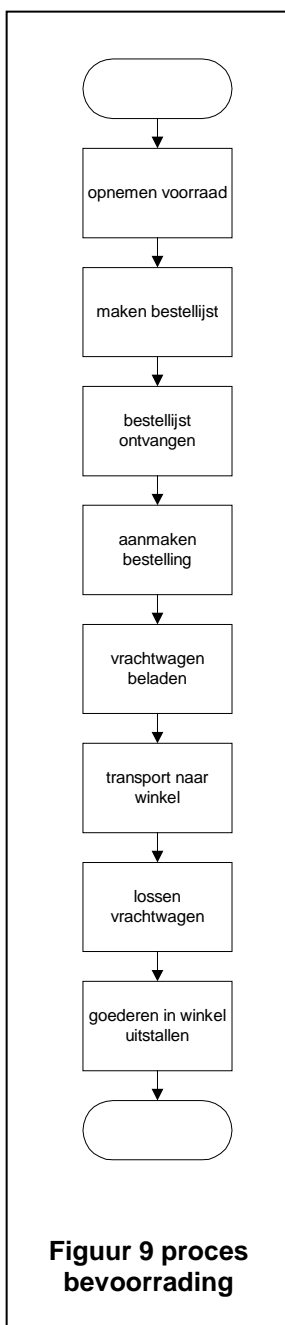 opnemen voorraad
maken bestellijst
bestellijst
ontvangen
aanmaken
bestelling
vrachtwagen
beladen
transport naar
winkel
lossen
vrachtwagen
goederen in winkel
uitstallen
Figuur 9 proces
bevoorrading